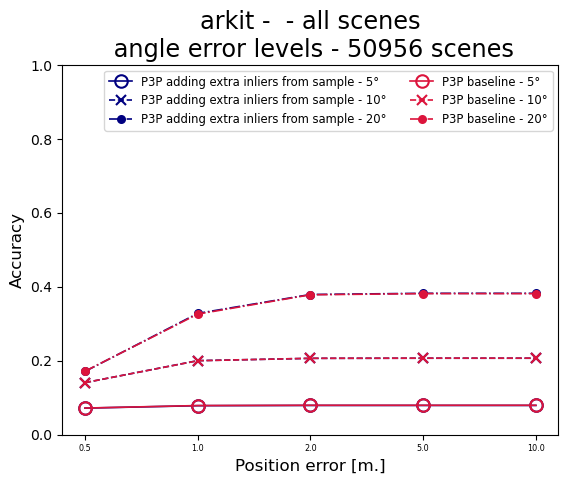 arkit -  - all scenes
angle error levels - 50956 scenes
P3P adding extra inliers from sample - 5°
P3P adding extra inliers from sample - 10°
P3P adding extra inliers from sample - 20°
P3P baseline - 5°
P3P baseline - 10°
P3P baseline - 20°
Accuracy
1.0
0.8
0.6
0.4
0.2
0.0
0.5
1.0
2.0
5.0
10.0
Position error [m.]